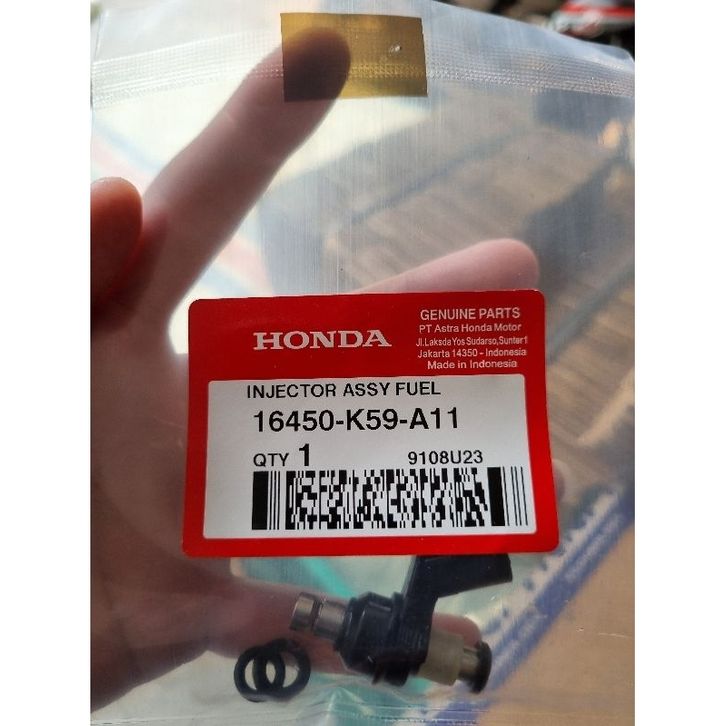 HONDA
GENUINE PARTS
PT Astra Honda Motor
Jl.Laksda Yos Sudarso,Sunter1
Jakarta 14350 - Indonesia
Made in Indonesia
INJECTOR ASSY FUEL
16450-K59-A11
QTY 1 9108U23